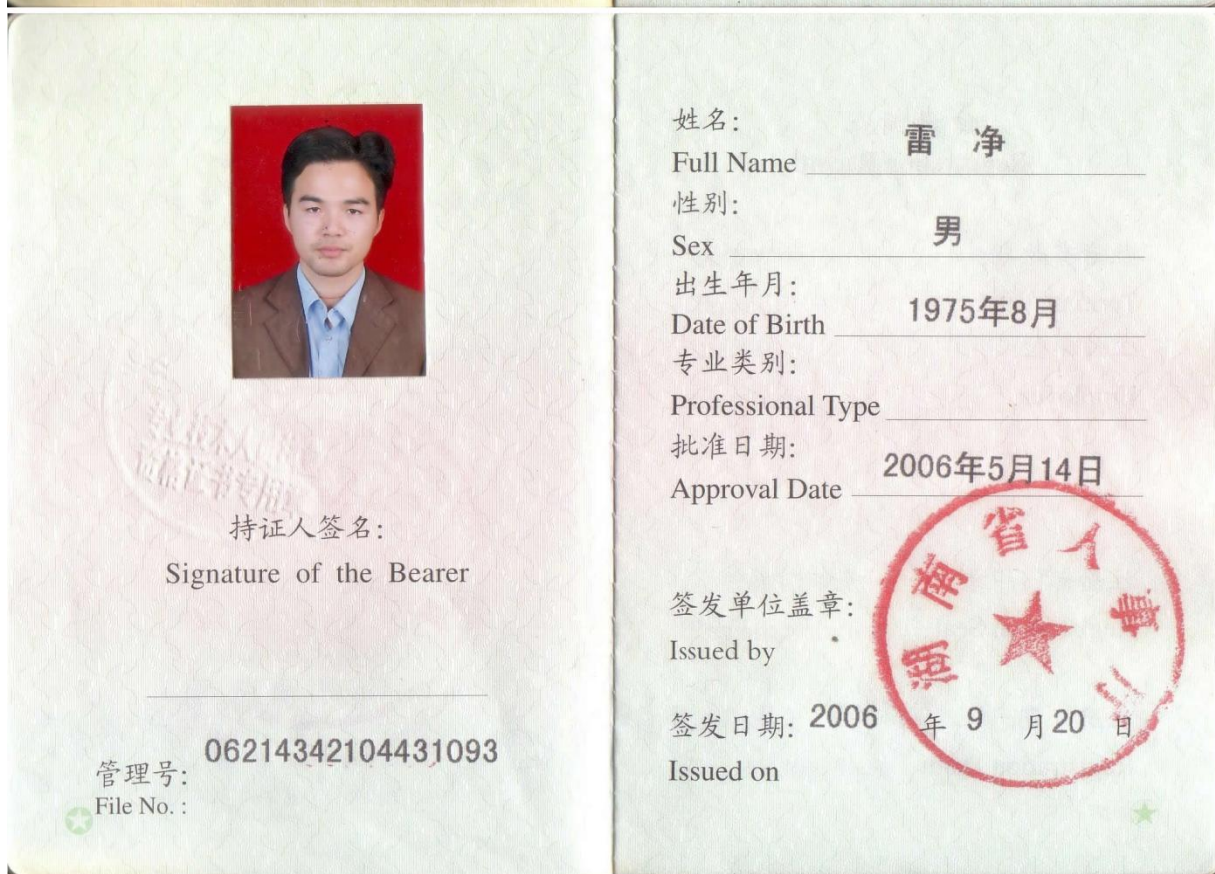 持证人签名:
Signature of the Bearer
管理号: 06214342104431093
File No. :
姓名: 雷净
Full Name
性别: 男
Sex
出生年月: 1975年8月
Date of Birth
专业类别:
Professional Type
批准日期: 2006年5月14日
Approval Date
签发单位盖章:
Issued by
湖南省人事厅
签发日期: 2006 年 9 月 20 日
Issued on